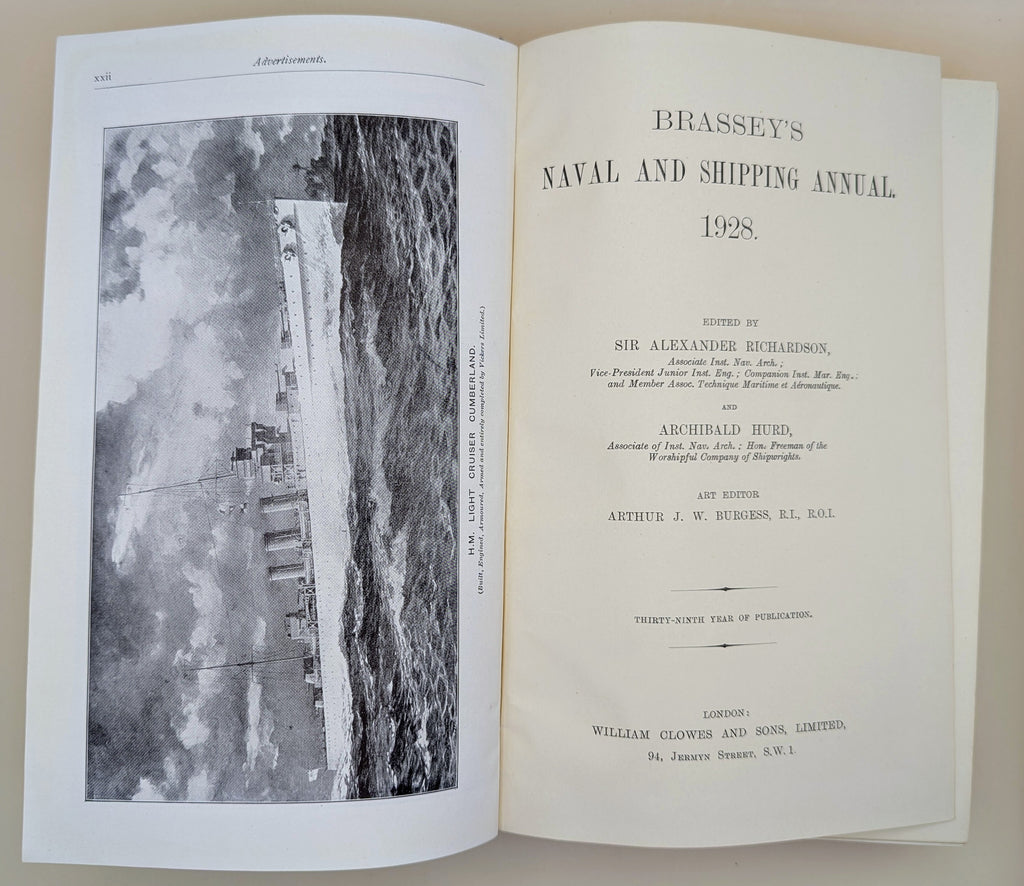 xxii
Advertisements.
H.M. LIGHT CRUISER CUMBERLAND.
(Built, Engined, Armoured, Armed and entirely completed by Vickers Limited.)
BRASSEY'S
NAVAL AND SHIPPING ANNUAL.
1928.
EDITED BY
SIR ALEXANDER RICHARDSON,
Associate Inst. Nav. Arch.;
Vice-President Junior Inst. Eng.; Companion Inst. Mar. Eng.;
and Member Assoc. Technique Maritime et Aéronautique.
AND
ARCHIBALD HURD,
Associate of Inst. Nav. Arch.; Hon. Freeman of the
Worshipful Company of Shipwrights.
ART EDITOR
ARTHUR J. W. BURGESS, R.I., R.O.I.
THIRTY-NINTH YEAR OF PUBLICATION.
LONDON:
WILLIAM CLOWES AND SONS, LIMITED,
94, JERMYN STREET, S.W. 1.